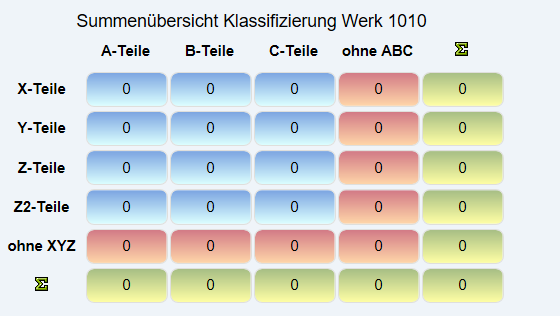 Summenübersicht Klassifizierung Werk 1010
A-Teile B-Teile C-Teile ohne ABC Σ
X-Teile 0 0 0 0 0
Y-Teile 0 0 0 0 0
Z-Teile 0 0 0 0 0
Z2-Teile 0 0 0 0 0
ohne XYZ 0 0 0 0 0
Σ 0 0 0 0 0